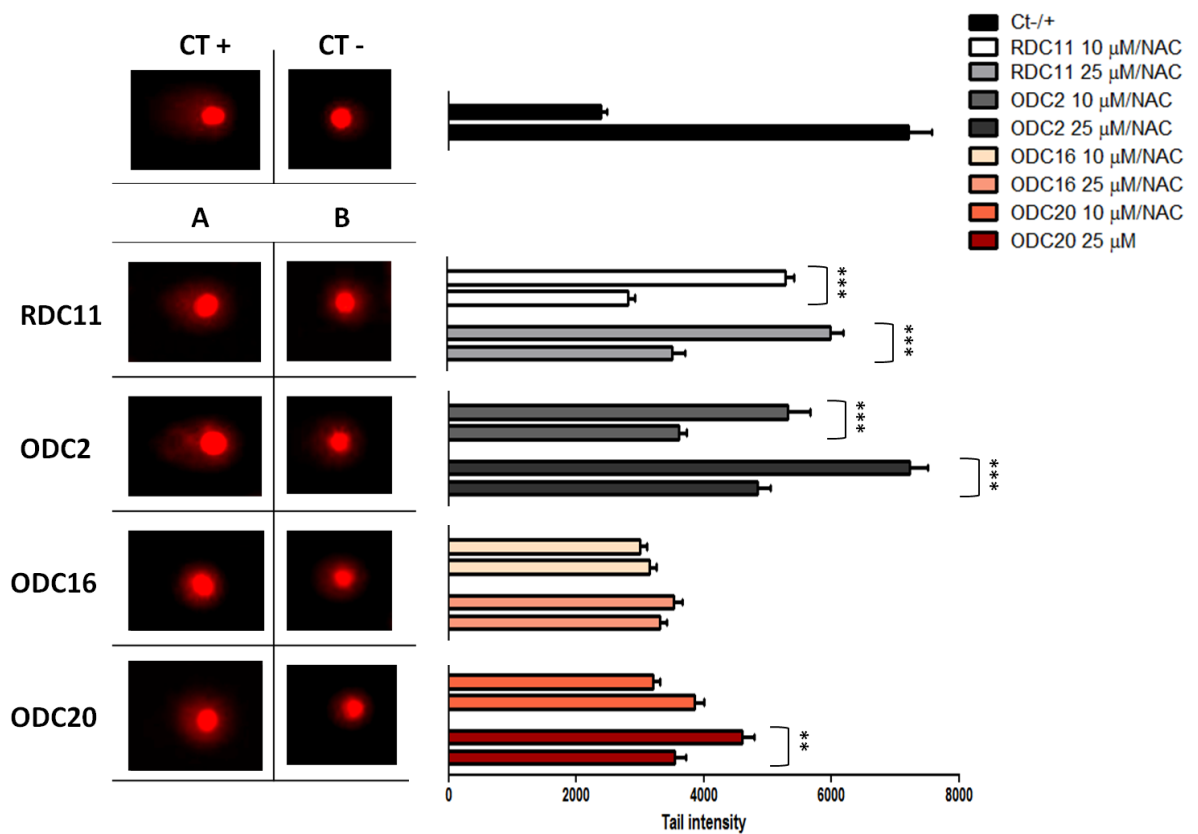 CT + CT -
Ct-/+
RDC11 10 μM/NAC
RDC11 25 μM/NAC
ODC2 10 μM/NAC
ODC2 25 μM/NAC
ODC16 10 μM/NAC
ODC16 25 μM/NAC
ODC20 10 μM/NAC
ODC20 25 μM
A B
RDC11
***
***
ODC2
***
***
ODC16
ODC20
**
0 2000 4000 6000 8000
Tail intensity